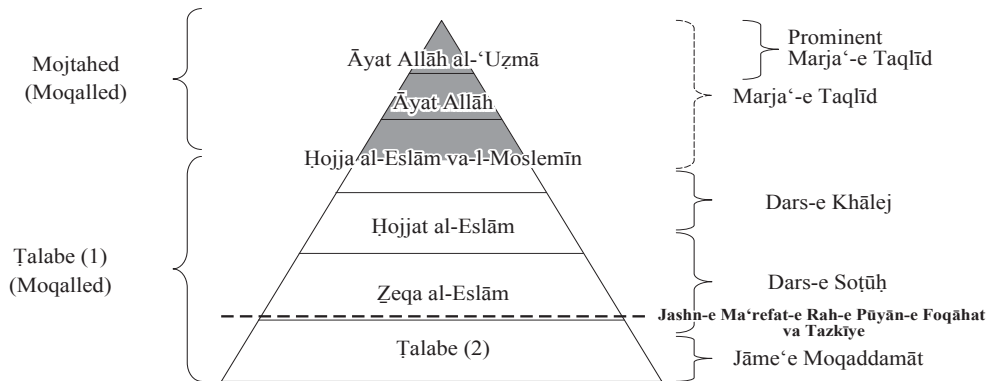 Mojtahed
(Moqalled)
Āyat Allāh al-‘Uẓmā
Āyat Allāh
Ḥojja al-Eslām va-l-Moslemīn
Ṭalabe (1)
(Moqalled)
Ḥojjat al-Eslām
Z̲eqa al-Eslām
Ṭalabe (2)
Prominent
Marja‘-e Taqlīd
Marja‘-e Taqlīd
Dars-e Khālej
Dars-e Soṭūḥ
Jashn-e Ma‘refat-e Rah-e Pūyān-e Foqāhat
va Tazkīye
Jāme‘e Moqaddamāt